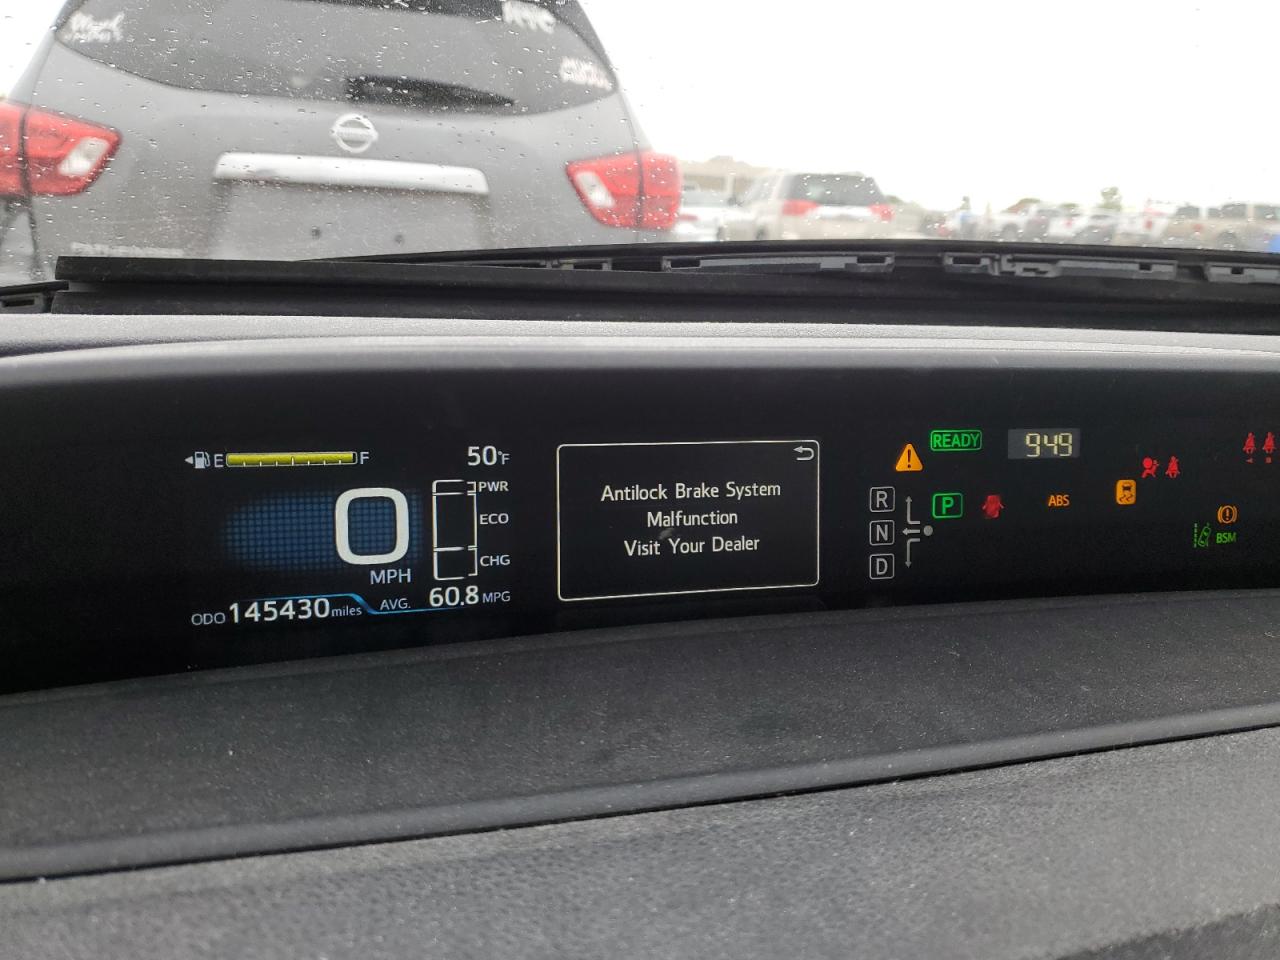 NISSAN
E
F
50°F
PWR
ECO
CHG
0
MPH
ODO 145430 miles
AVG. 60.8 MPG
Antilock Brake System
Malfunction
Visit Your Dealer
READY
949
R
N
D
P
ABS
BSM